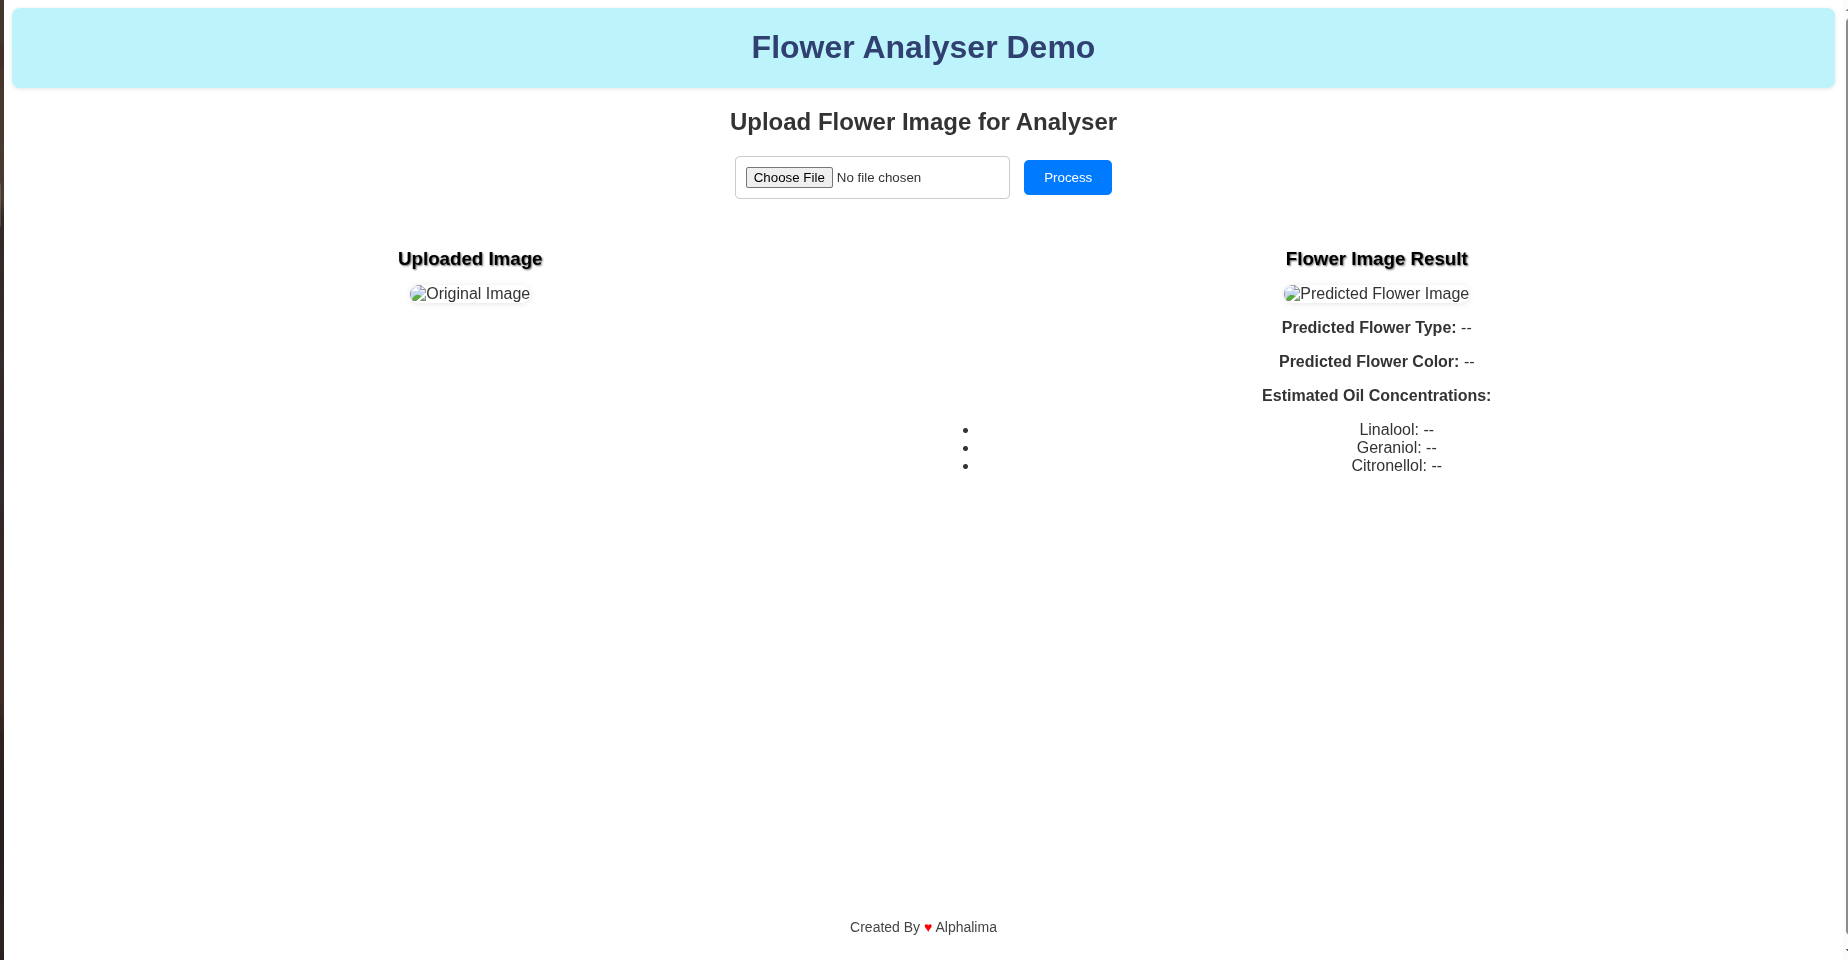 Flower Analyser Demo
Upload Flower Image for Analyser
Choose File No file chosen Process
Uploaded Image
Original Image
Flower Image Result
Predicted Flower Image
Predicted Flower Type: --
Predicted Flower Color: --
Estimated Oil Concentrations:
• Linalool: --
• Geraniol: --
• Citronellol: --
Created By ♥ Alphalima